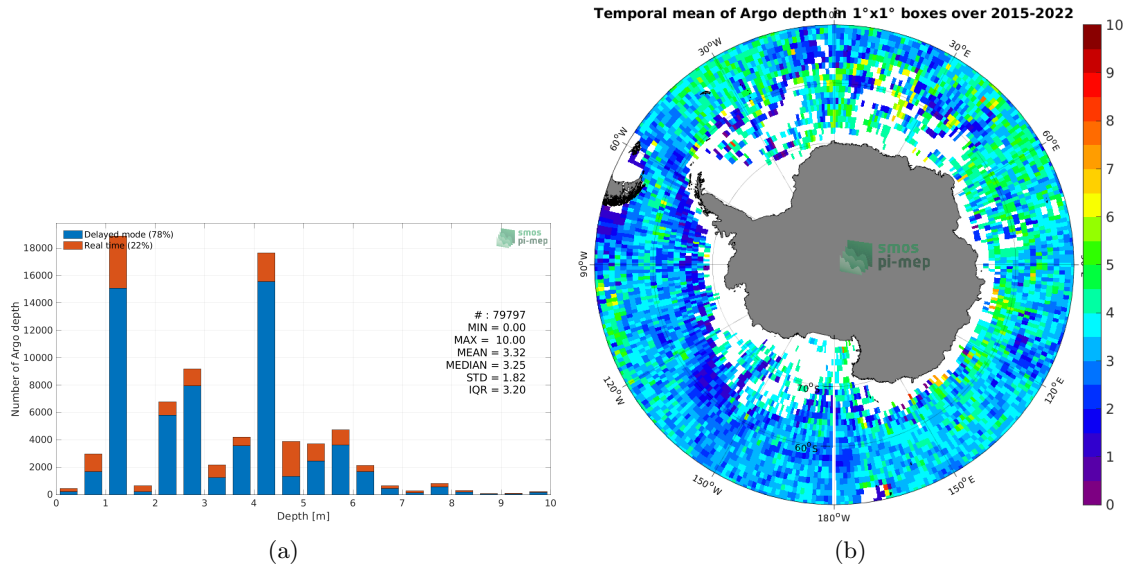 Temporal mean of Argo depth in 1°x1° boxes over 2015-2022
Delayed mode (78%)
Real time (22%)
smos
pi-mep
# : 79797
MIN = 0.00
MAX = 10.00
MEAN = 3.32
MEDIAN = 3.25
STD = 1.82
IQR = 3.20
Number of Argo depth
18000
16000
14000
12000
10000
8000
6000
4000
2000
0
0 1 2 3 4 5 6 7 8 9 10
Depth [m]
(a)
30°W
30°E
60°W
60°E
90°W
120°W
120°E
150°W
150°E
180°W
70°S
60°S
smos
pi-mep
10
9
8
7
6
5
4
3
2
1
0
(b)